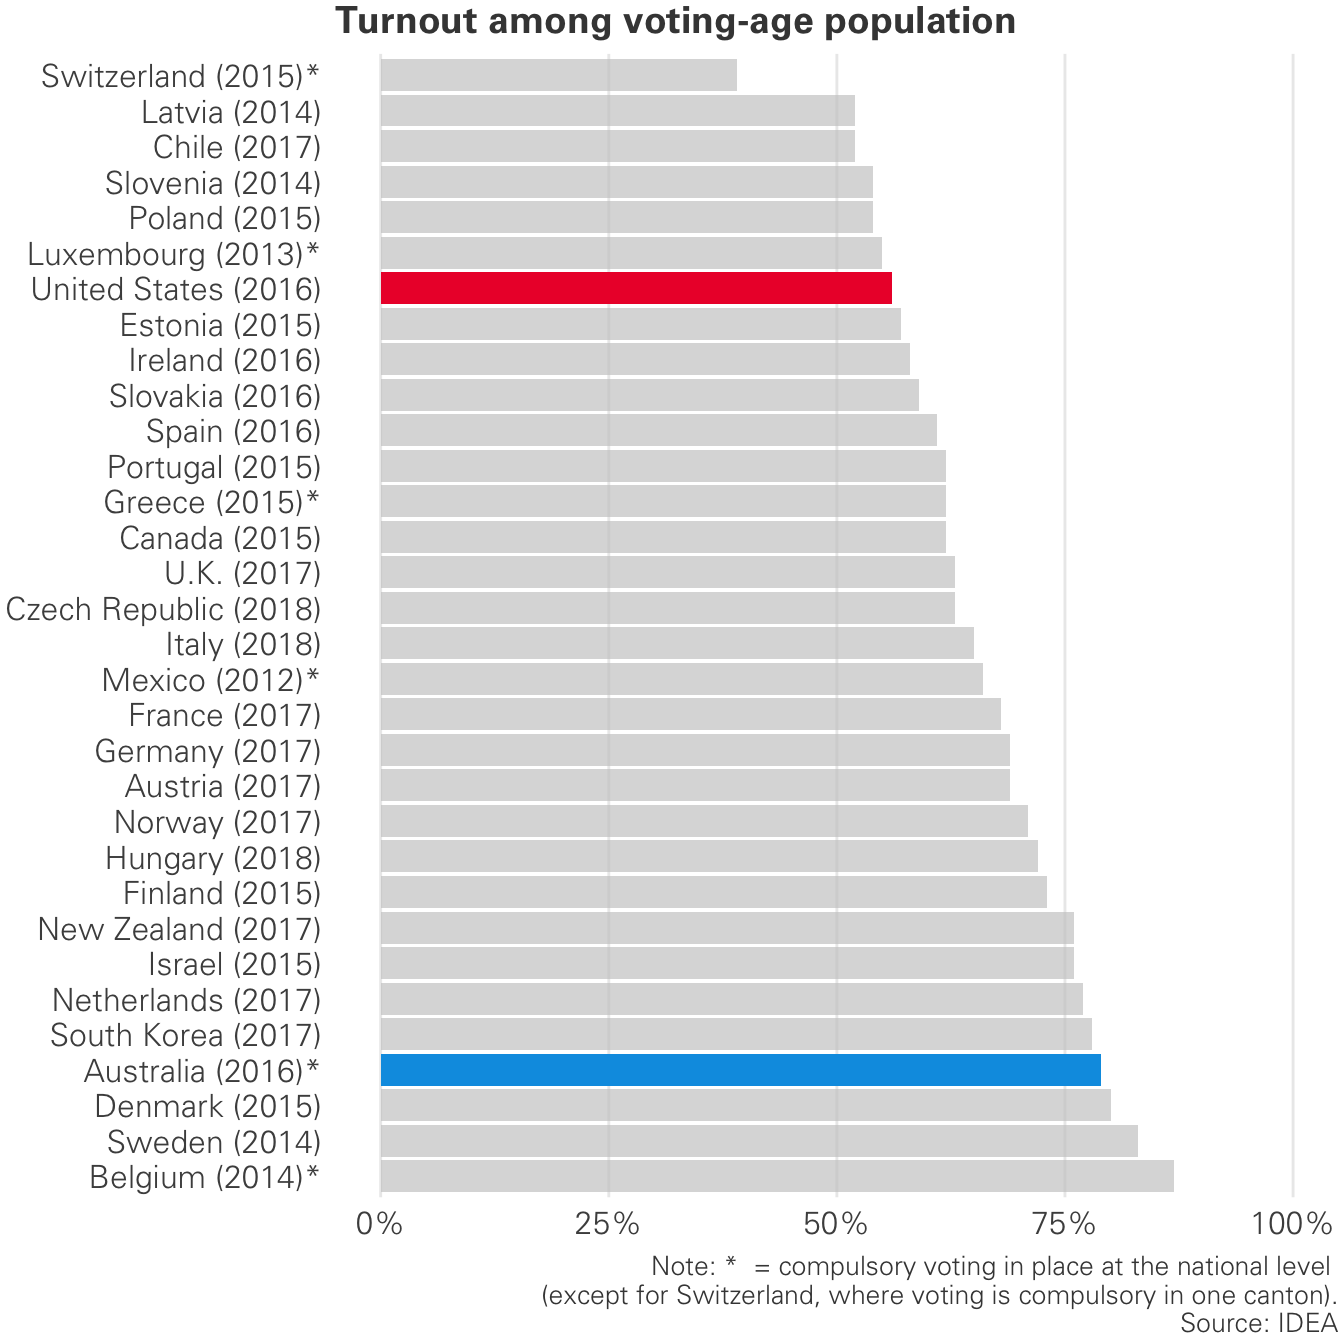 Turnout among voting-age population
Switzerland (2015)*
Latvia (2014)
Chile (2017)
Slovenia (2014)
Poland (2015)
Luxembourg (2013)*
United States (2016)
Estonia (2015)
Ireland (2016)
Slovakia (2016)
Spain (2016)
Portugal (2015)
Greece (2015)*
Canada (2015)
U.K. (2017)
Czech Republic (2018)
Italy (2018)
Mexico (2012)*
France (2017)
Germany (2017)
Austria (2017)
Norway (2017)
Hungary (2018)
Finland (2015)
New Zealand (2017)
Israel (2015)
Netherlands (2017)
South Korea (2017)
Australia (2016)*
Denmark (2015)
Sweden (2014)
Belgium (2014)*
0% 25% 50% 75% 100%
Note: * = compulsory voting in place at the national level
(except for Switzerland, where voting is compulsory in one canton).
Source: IDEA